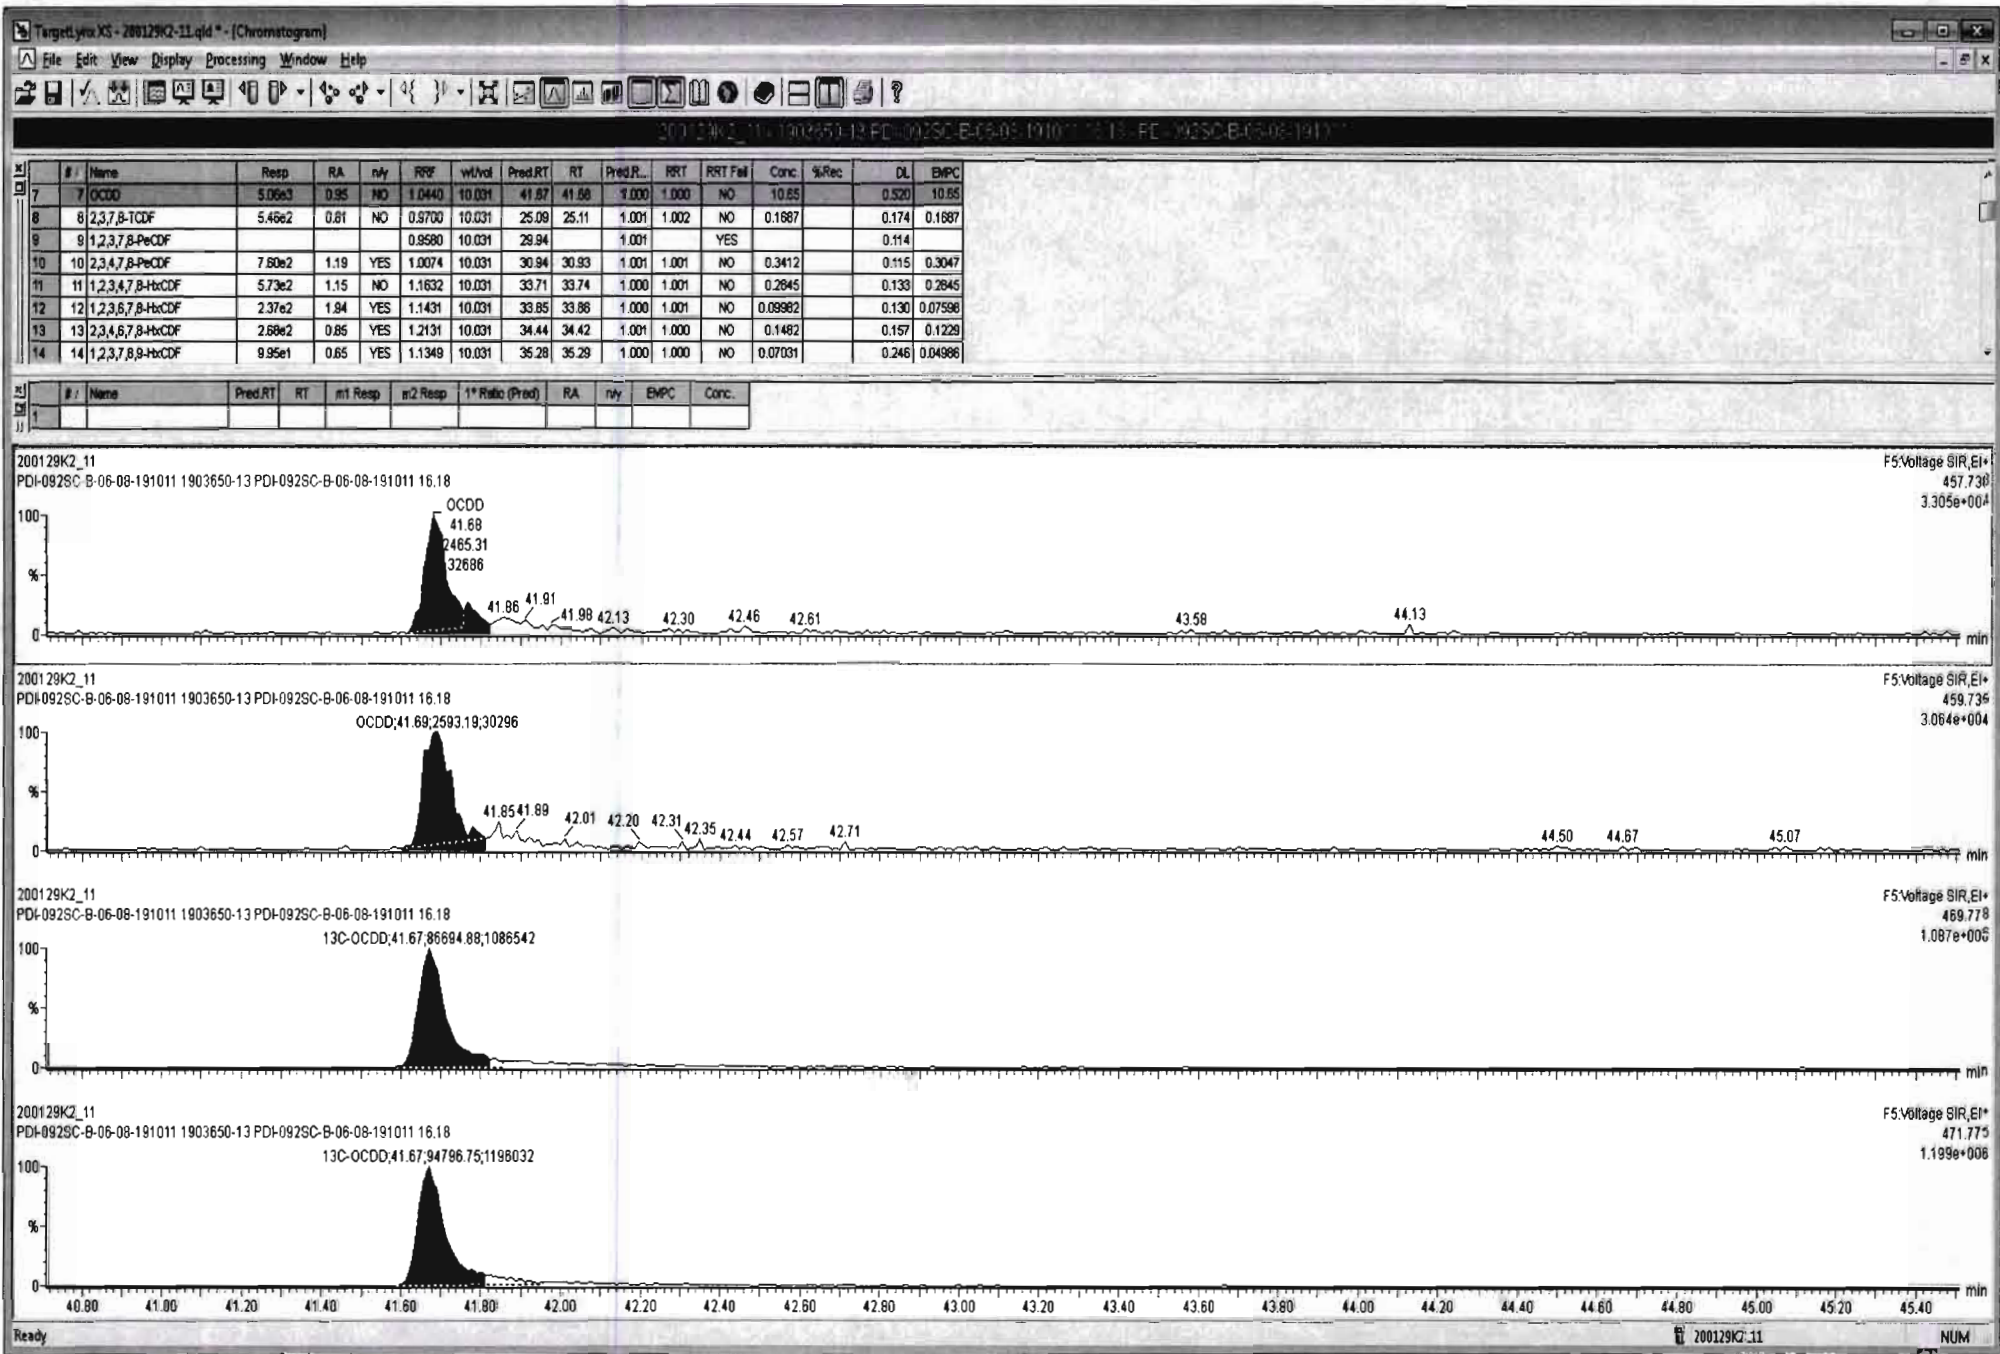 TargetLynx XS - 200129K2-11.qld * - [Chromatogram]
File Edit View Display Processing Window Help
# / Name Resp RA n/y RRF wt/vol Pred.RT RT Pred.R... RRT RRT Fail Conc. %Rec DL EMPC
7 7 OCDD 5.06e3 0.95 NO 1.0440 10.031 41.67 41.68 1.000 1.000 NO 10.65 0.520 10.65
8 8 2,3,7,8-TCDF 5.46e2 0.81 NO 0.9700 10.031 25.09 25.11 1.001 1.002 NO 0.1687 0.174 0.1687
9 9 1,2,3,7,8-PeCDF 0.9580 10.031 29.94 1.001 YES 0.114
10 10 2,3,4,7,8-PeCDF 7.60e2 1.19 YES 1.0074 10.031 30.94 30.93 1.001 1.001 NO 0.3412 0.115 0.3047
11 11 1,2,3,4,7,8-HxCDF 5.73e2 1.15 NO 1.1632 10.031 33.71 33.74 1.000 1.001 NO 0.2845 0.133 0.2845
12 12 1,2,3,6,7,8-HxCDF 2.37e2 1.94 YES 1.1431 10.031 33.85 33.86 1.000 1.001 NO 0.09982 0.130 0.07598
13 13 2,3,4,6,7,8-HxCDF 2.68e2 0.85 YES 1.2131 10.031 34.44 34.42 1.001 1.000 NO 0.1482 0.157 0.1229
14 14 1,2,3,7,8,9-HxCDF 9.95e1 0.65 YES 1.1349 10.031 35.28 35.29 1.000 1.000 NO 0.07031 0.246 0.04986
# / Name Pred.RT RT m1 Resp m2 Resp 1° Ratio (Pred) RA n/y EMPC Conc.
1
200129K2_11
PDI-092SC-B-06-08-191011 1903650-13 PDI-092SC-B-06-08-191011 16.18
F5:Voltage SIR,EI+
457.738
3.305e+004
100
%
0
OCDD
41.68
2465.31
32686
41.86 41.91 41.98 42.13 42.30 42.46 42.61 43.58 44.13
min
200129K2_11
PDI-092SC-B-06-08-191011 1903650-13 PDI-092SC-B-06-08-191011 16.18
F5:Voltage SIR,EI+
459.735
3.064e+004
OCDD;41.69;2593.19;30296
100
%
0
41.85 41.89 42.01 42.20 42.31 42.35 42.44 42.57 42.71 44.50 44.67 45.07
min
200129K2_11
PDI-092SC-B-06-08-191011 1903650-13 PDI-092SC-B-06-08-191011 16.18
F5:Voltage SIR,EI+
469.778
1.087e+006
13C-OCDD;41.67;86694.88;1086542
100
%
0
min
200129K2_11
PDI-092SC-B-06-08-191011 1903650-13 PDI-092SC-B-06-08-191011 16.18
F5:Voltage SIR,EI+
471.775
1.199e+006
13C-OCDD;41.67;94796.75;1196032
100
%
0
min
40.80 41.00 41.20 41.40 41.60 41.80 42.00 42.20 42.40 42.60 42.80 43.00 43.20 43.40 43.60 43.80 44.00 44.20 44.40 44.60 44.80 45.00 45.20 45.40
Ready
200129K2_11
NUM